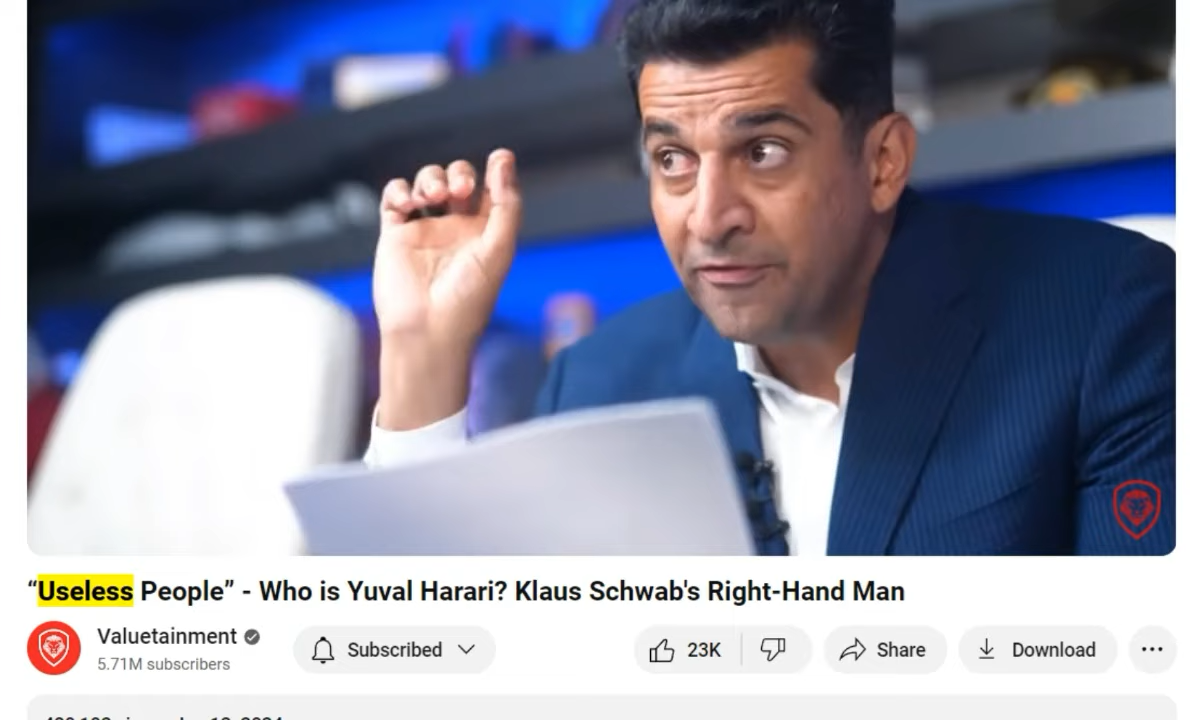 “Useless People” - Who is Yuval Harari? Klaus Schwab's Right-Hand Man
Valuetainment
5.71M subscribers
Subscribed
23K
Share
Download